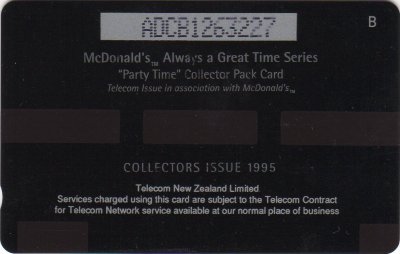 ADCB1263227
B
McDonald's™ Always a Great Time Series
"Party Time" Collector Pack Card
Telecom Issue in association with McDonald's™
COLLECTORS ISSUE 1995
Telecom New Zealand Limited
Services charged using this card are subject to the Telecom Contract
for Telecom Network service available at our normal place of business